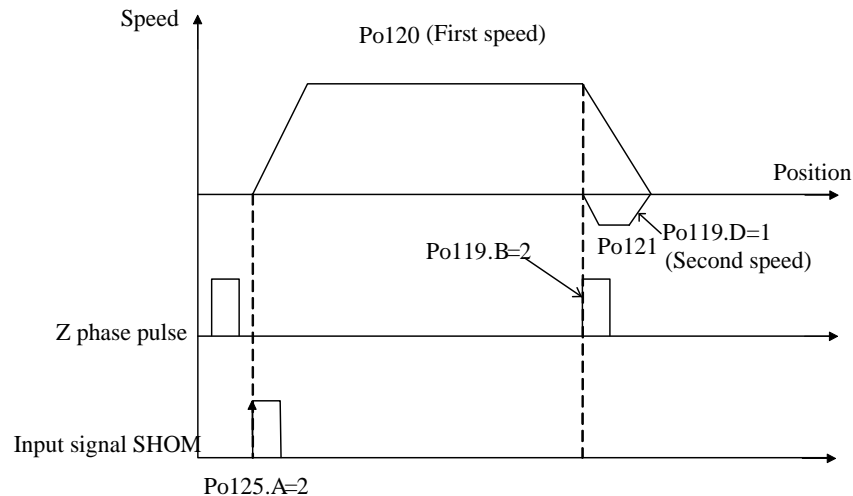 Speed
Po120 (First speed)
Position
Po121
Po119.D=1
(Second speed)
Po119.B=2
Z phase pulse
Input signal SHOM
Po125.A=2